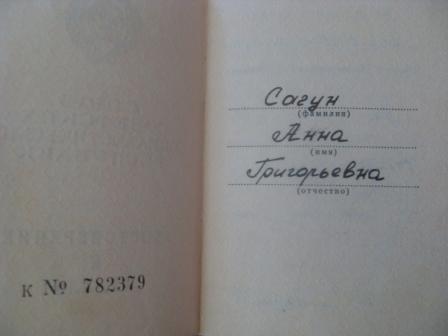 к № 782379
Сагун
(фамилия)
Анна
(имя)
Григорьевна
(отчество)